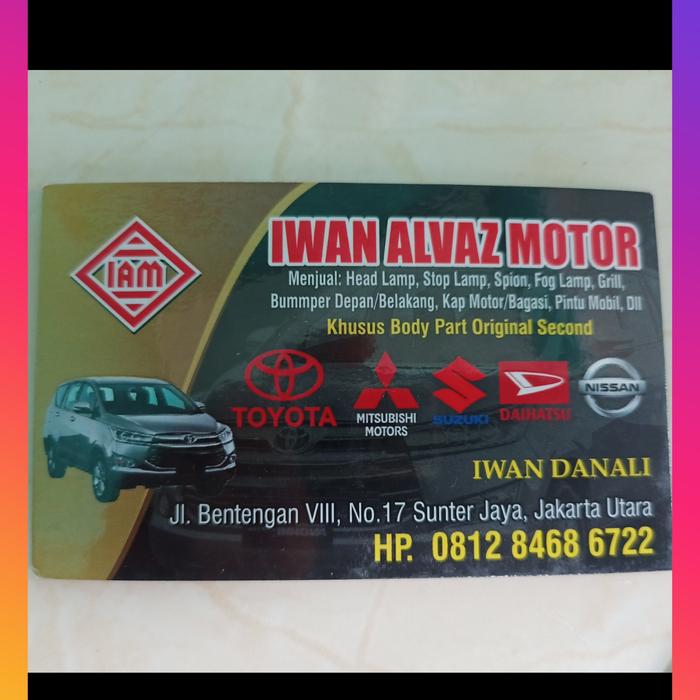 IAM
IWAN ALVAZ MOTOR
Menjual: Head Lamp, Stop Lamp, Spion, Fog Lamp, Grill,
Bummper Depan/Belakang, Kap Motor/Bagasi, Pintu Mobil, Dll
Khusus Body Part Original Second
TOYOTA
MITSUBISHI
MOTORS
SUZUKI
DAIHATSU
NISSAN
IWAN DANALI
Jl. Bentengan VIII, No.17 Sunter Jaya, Jakarta Utara
HP. 0812 8468 6722